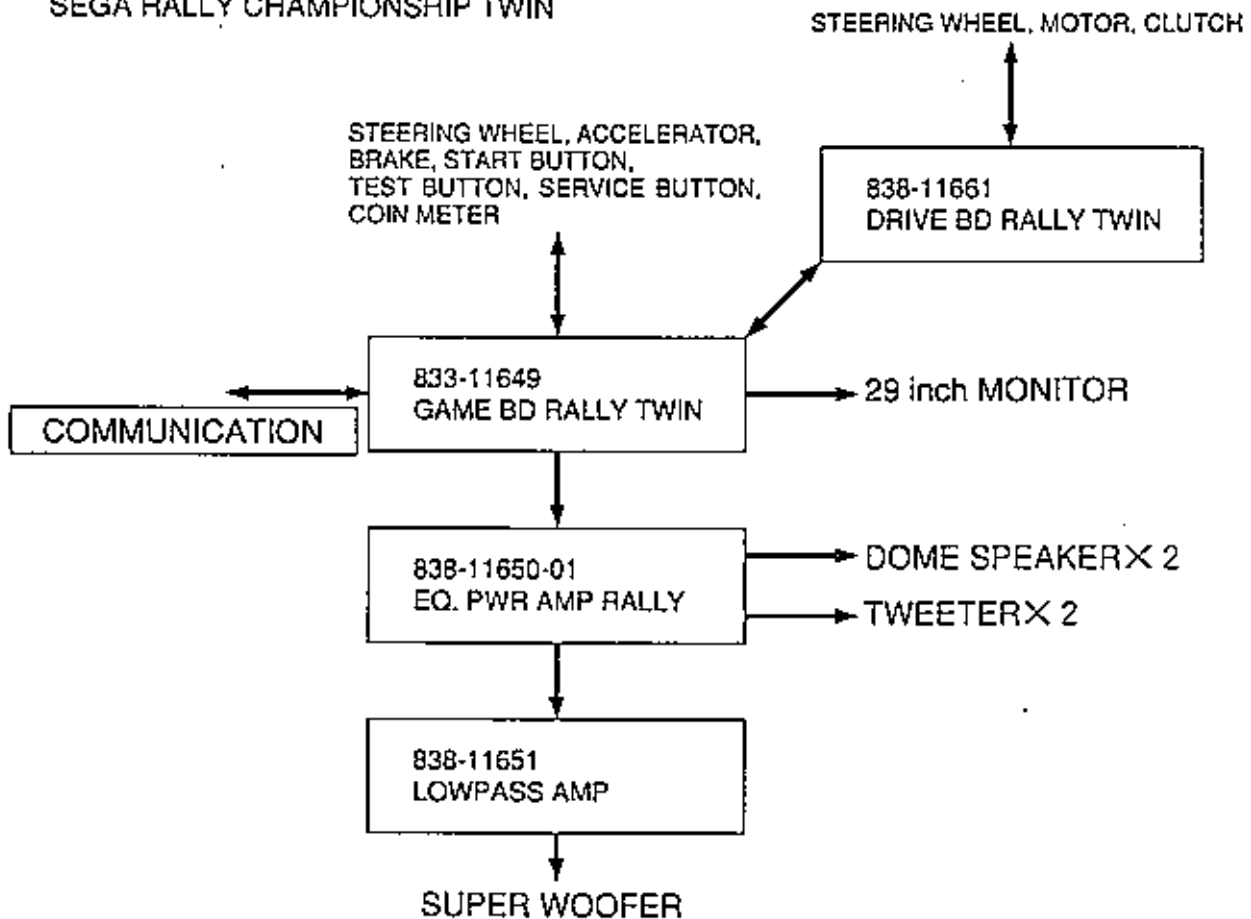 SEGA RALLY CHAMPIONSHIP TWIN
STEERING WHEEL, MOTOR, CLUTCH
STEERING WHEEL, ACCELERATOR,
BRAKE, START BUTTON,
TEST BUTTON, SERVICE BUTTON,
COIN METER
838-11661
DRIVE BD RALLY TWIN
833-11649
GAME BD RALLY TWIN
29 inch MONITOR
COMMUNICATION
838-11650-01
EQ. PWR AMP RALLY
DOME SPEAKER× 2
TWEETER× 2
838-11651
LOWPASS AMP
SUPER WOOFER